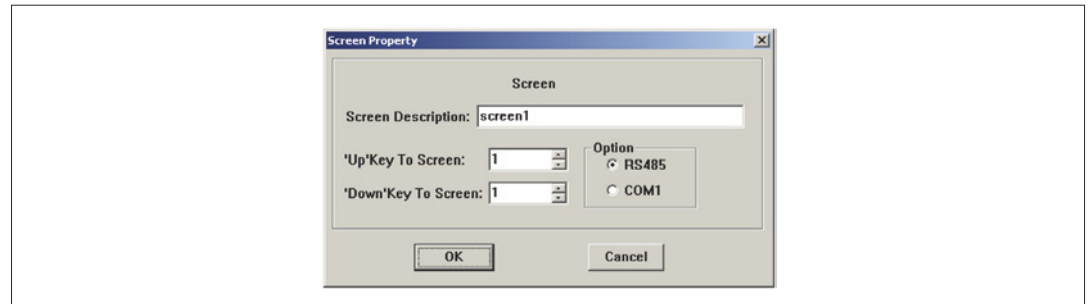 Screen Property
Screen
Screen Description: screen1
'Up'Key To Screen: 1
Option
RS485
'Down'Key To Screen: 1
COM1
OK
Cancel